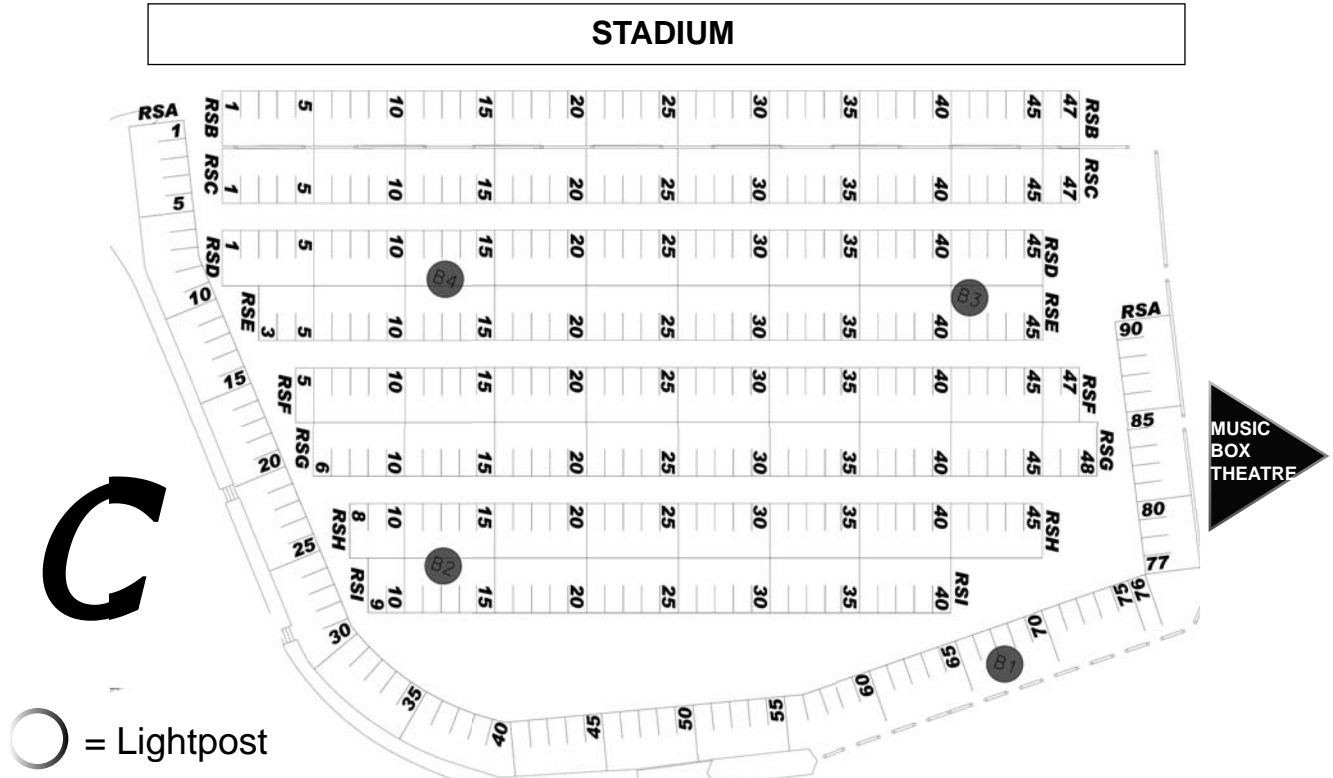 STADIUM
RSA
1
5
10
15
20
25
30
35
40
45
50
55
60
65
70
75
76
77
80
85
90
RSA
RSB 1 5 10 15 20 25 30 35 40 45 47 RSB
RSC 1 5 10 15 20 25 30 35 40 45 47 RSC
RSD 1 5 10 15 20 25 30 35 40 45 RSD
B4
B3
RSE 3 5 10 15 20 25 30 35 40 45 RSE
RSF 5 10 15 20 25 30 35 40 45 47 RSF
RSG 6 10 15 20 25 30 35 40 45 48 RSG
RSH 8 10 15 20 25 30 35 40 45 RSH
B2
RSI 9 10 15 20 25 30 35 40 RSI
B1
MUSIC
BOX
THEATRE
C
= Lightpost